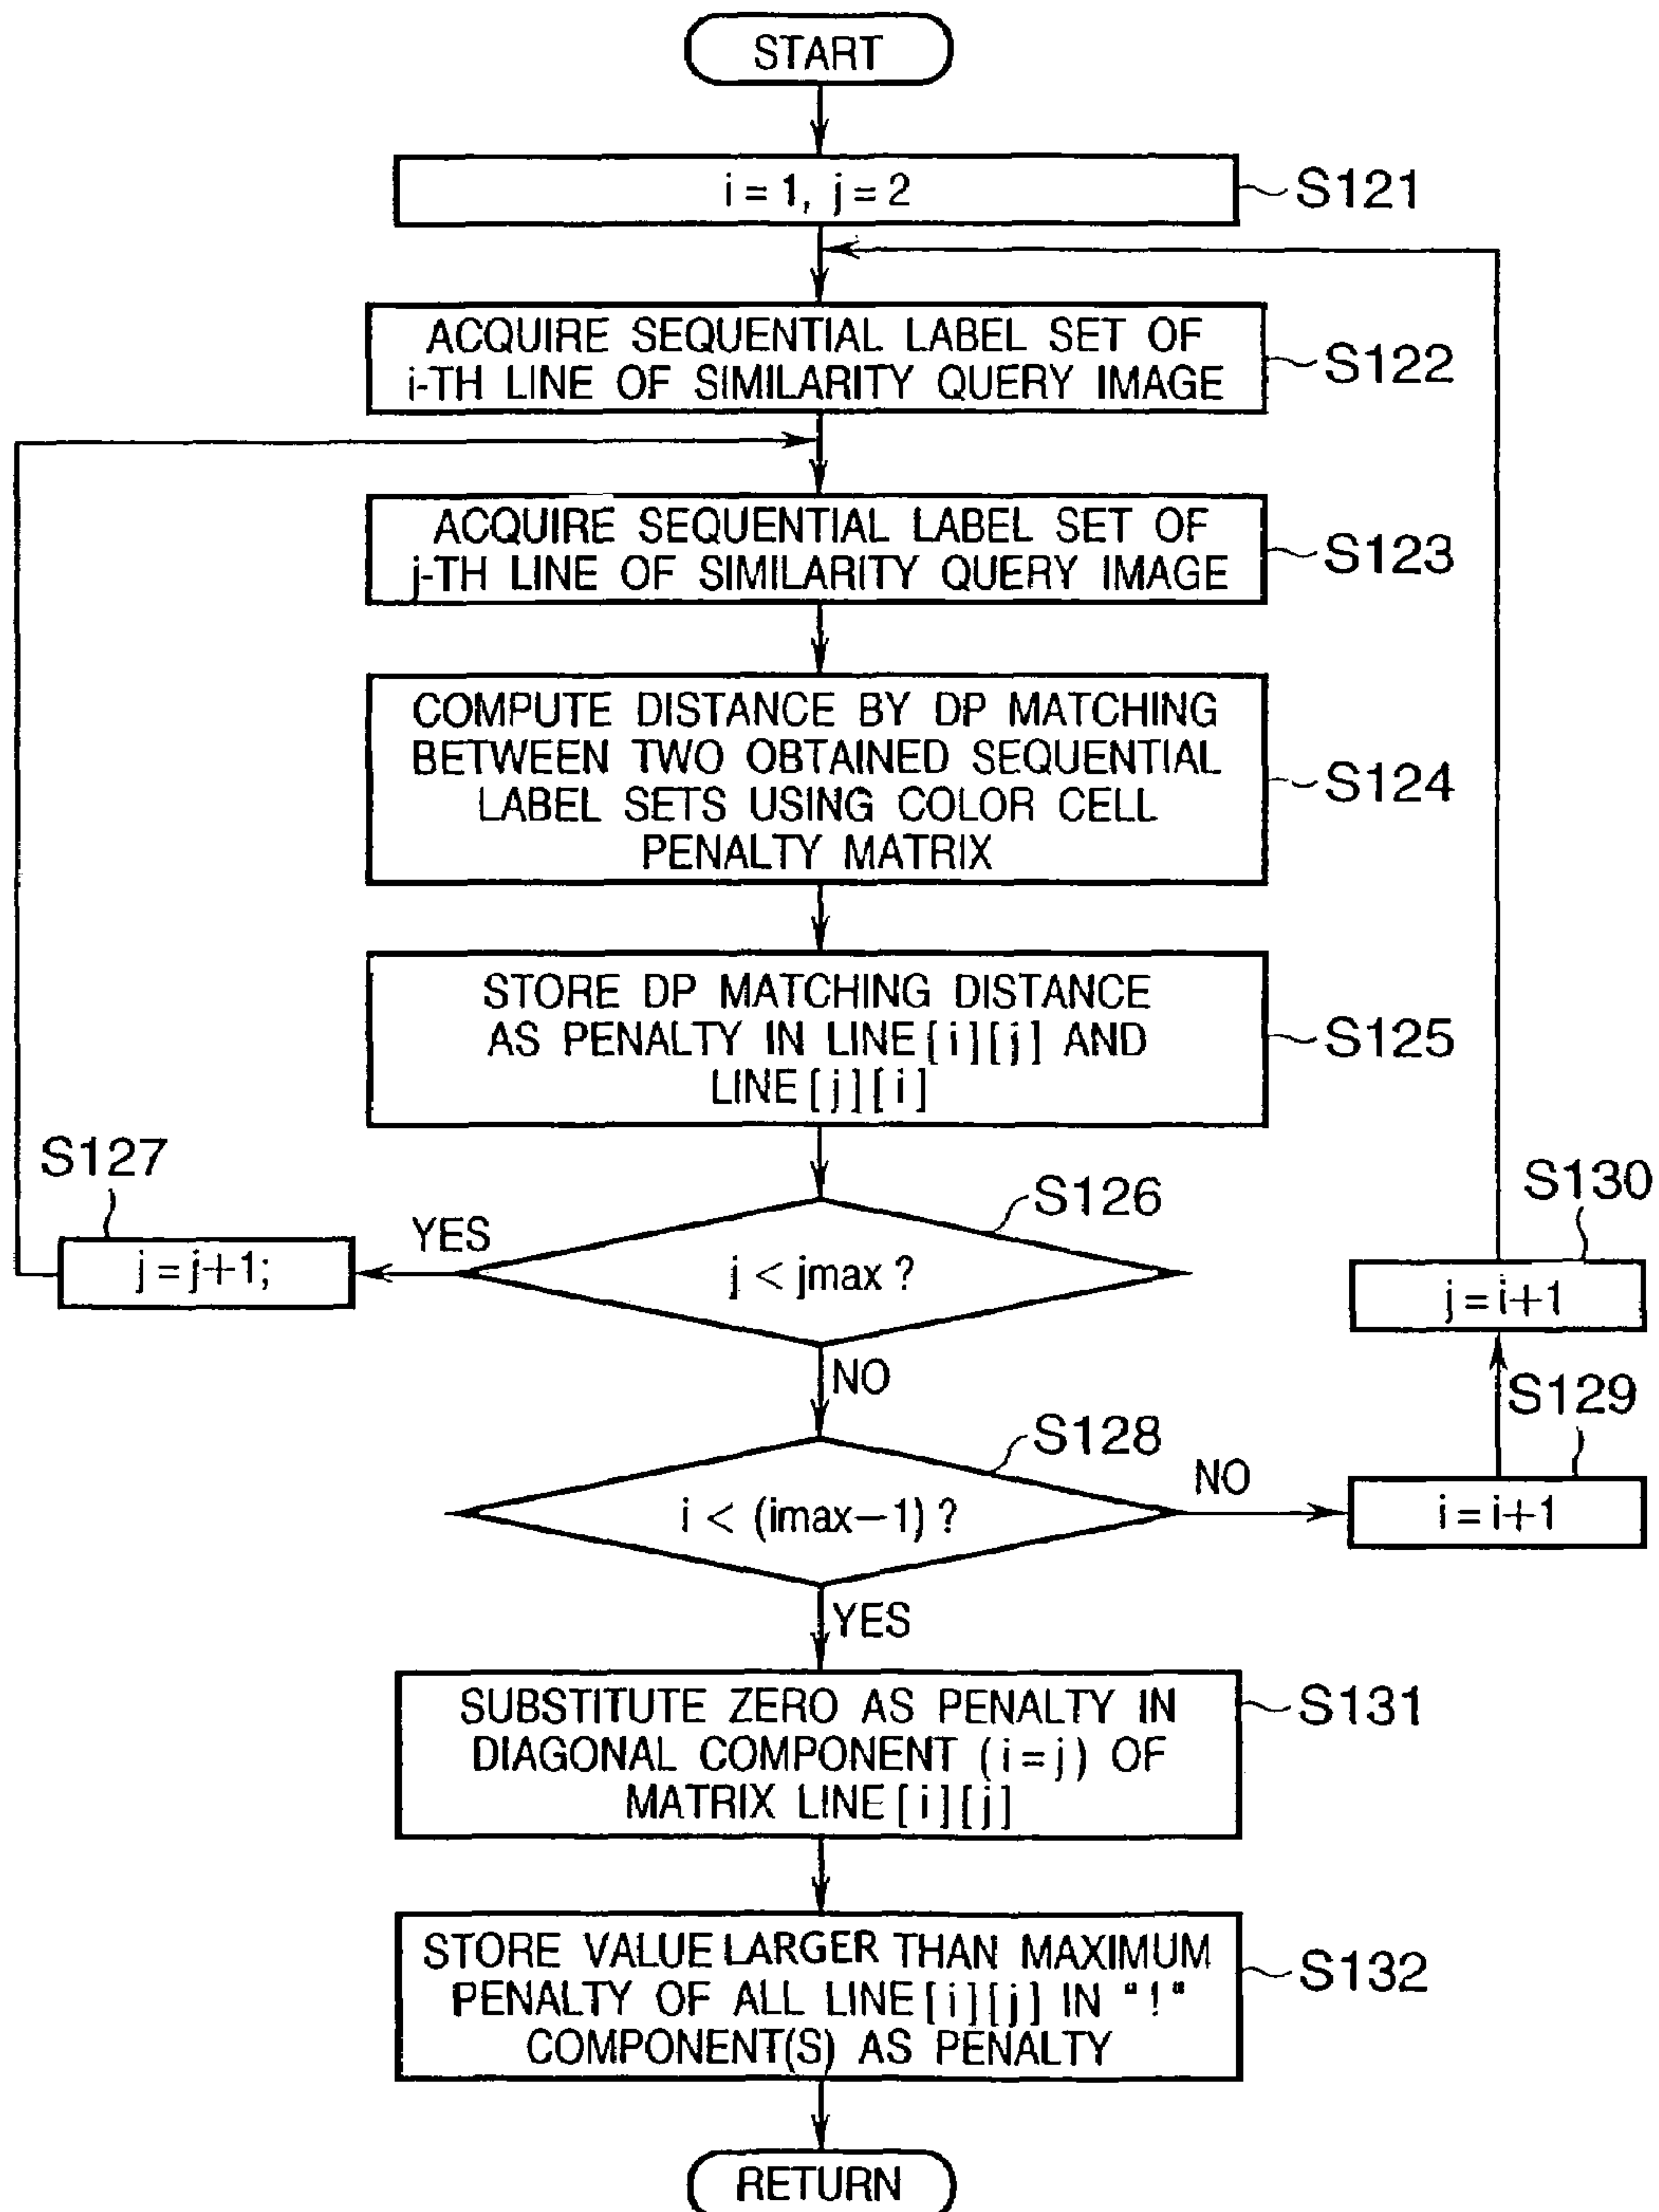 START
i = 1, j = 2
S121
ACQUIRE SEQUENTIAL LABEL SET OF
i-TH LINE OF SIMILARITY QUERY IMAGE
S122
ACQUIRE SEQUENTIAL LABEL SET OF
j-TH LINE OF SIMILARITY QUERY IMAGE
S123
COMPUTE DISTANCE BY DP MATCHING
BETWEEN TWO OBTAINED SEQUENTIAL
LABEL SETS USING COLOR CELL
PENALTY MATRIX
S124
STORE DP MATCHING DISTANCE
AS PENALTY IN LINE[i][j] AND
LINE[j][i]
S125
S127
j = j+1;
YES
S126
j < jmax ?
NO
S130
j = i+1
S129
i = i+1
S128
i < (imax-1) ?
NO
YES
SUBSTITUTE ZERO AS PENALTY IN
DIAGONAL COMPONENT (i=j) OF
MATRIX LINE[i][j]
S131
STORE VALUE LARGER THAN MAXIMUM
PENALTY OF ALL LINE[i][j] IN "!"
COMPONENT(S) AS PENALTY
S132
RETURN